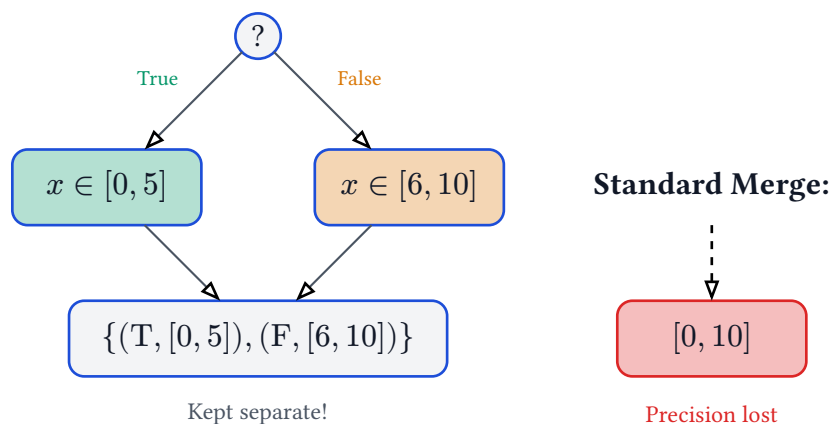 ?
True
False
x ∈ [0, 5]
x ∈ [6, 10]
Standard Merge:
{(T, [0, 5]), (F, [6, 10])}
[0, 10]
Kept separate!
Precision lost